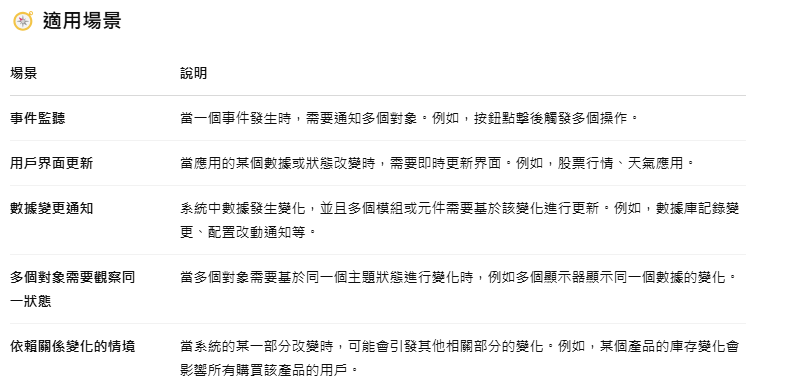 🧭 適用場景
場景 說明
事件監聽 當一個事件發生時，需要通知多個對象。例如，按鈕點擊後觸發多個操作。
用戶界面更新 當應用的某個數據或狀態改變時，需要即時更新界面。例如，股票行情、天氣應用。
數據變更通知 系統中數據發生變化，並且多個模組或元件需要基於該變化進行更新。例如，數據庫記錄變
更、配置改動通知等。
多個對象需要觀察同 當多個對象需要基於同一個主題狀態進行變化時，例如多個顯示器顯示同一個數據的變化。
一狀態
依賴關係變化的情境 當系統的某一部分改變時，可能會引發其他相關部分的變化。例如，某個產品的庫存變化會
影響所有購買該產品的用戶。